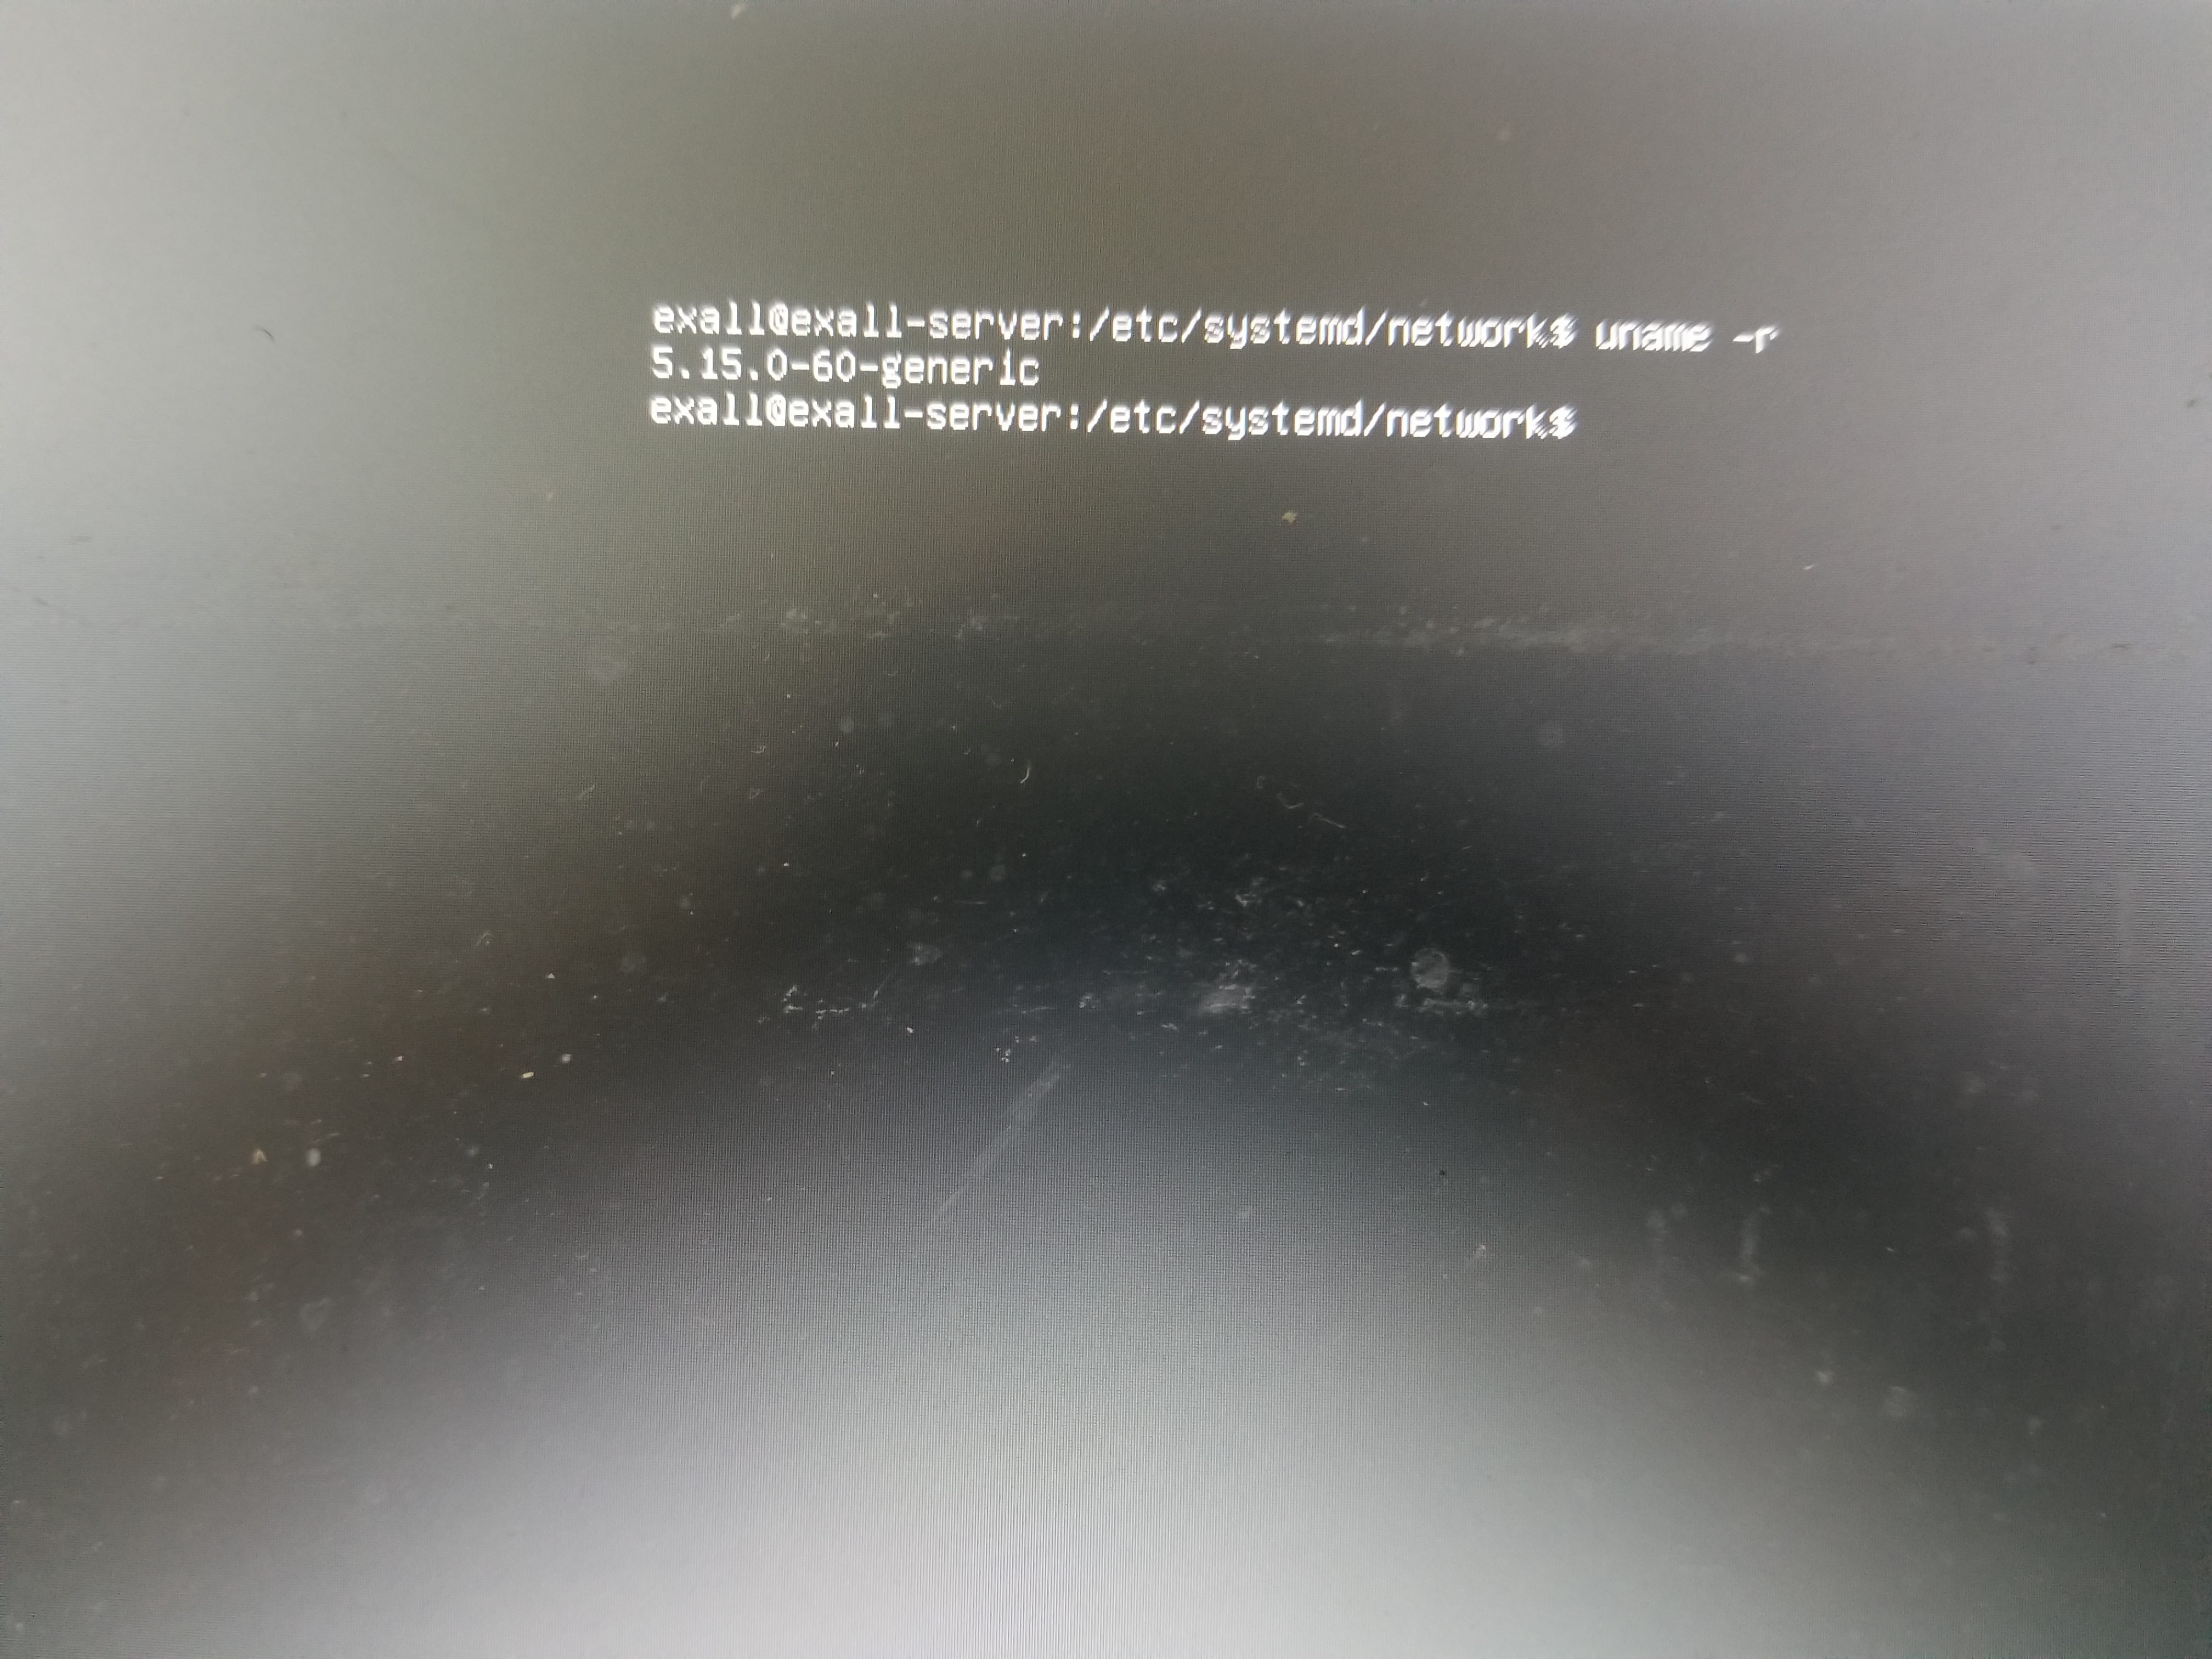 exall@exall-server:/etc/systemd/network$ uname -r
5.15.0-60-generic
exall@exall-server:/etc/systemd/network$